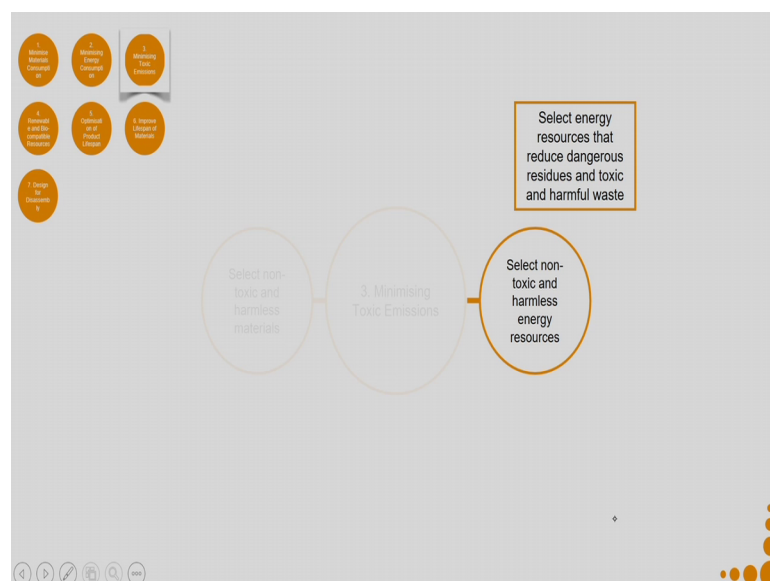 1.
Minimise
Materials
Consumpti
on
2.
Minimising
Energy
Consumpti
on
3.
Minimising
Toxic
Emissions
4.
Renewabl
e and Bio-
compatible
Resources
5.
Optimisati
on of
Product
Lifespan
6. Improve
Lifespan of
Materials
7. Design
for
Disassemb
ly
Select energy
resources that
reduce dangerous
residues and toxic
and harmful waste
Select non-
toxic and
harmless
materials
3. Minimising
Toxic Emissions
Select non-
toxic and
harmless
energy
resources